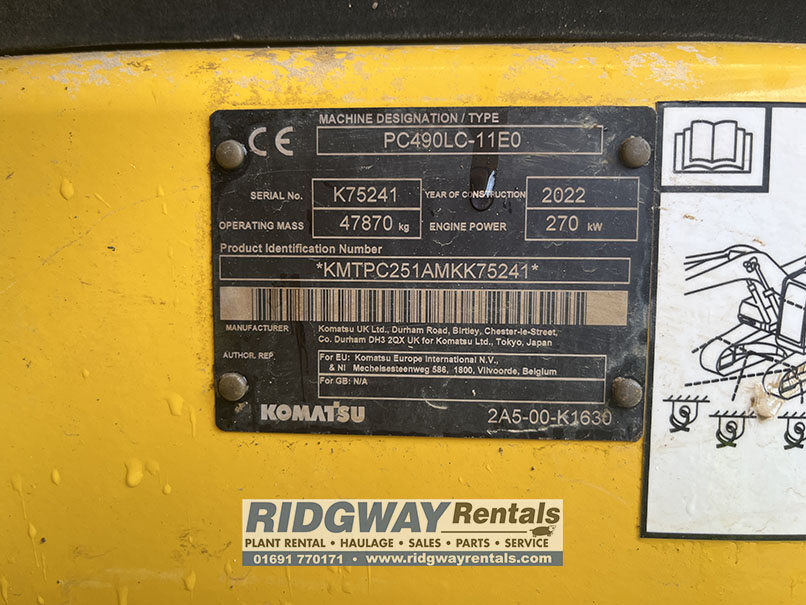 MACHINE DESIGNATION / TYPE
CE
PC490LC-11E0
SERIAL No.
K75241
YEAR OF CONSTRUCTION
2022
OPERATING MASS
47870 kg
ENGINE POWER
270 kW
Product Identification Number
*KMTPC251AMKK75241*
MANUFACTURER
Komatsu UK Ltd., Durham Road, Birtley, Chester-le-Street,
Co. Durham DH3 2QX UK for Komatsu Ltd., Tokyo, Japan
AUTHOR. REP.
For EU: Komatsu Europe International N.V.,
& NI Mechelsesteenweg 586, 1800, Vilvoorde, Belgium
For GB: N/A
KOMATSU
2A5-00-K1630
RIDGWAY Rentals
PLANT RENTAL • HAULAGE • SALES • PARTS • SERVICE
01691 770171 • www.ridgwayrentals.com